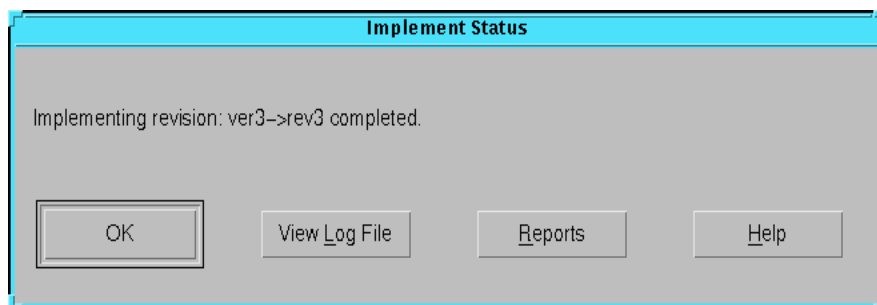 Implement Status
Implementing revision: ver3->rev3 completed.
OK View Log File Reports Help